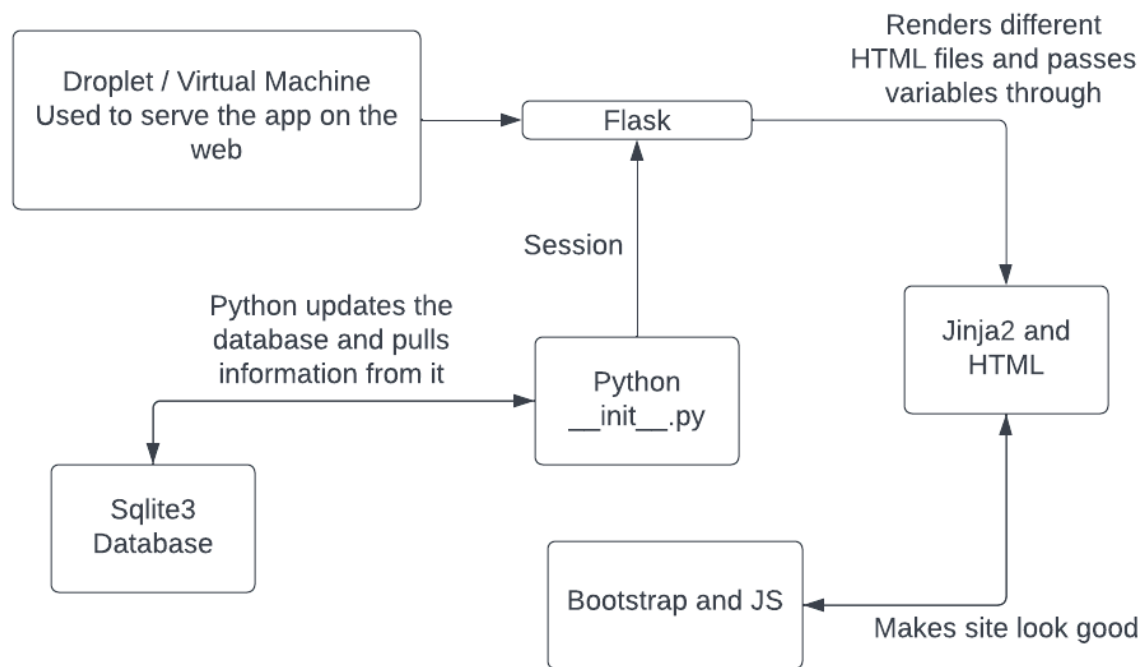 Renders different
HTML files and passes
variables through
Droplet / Virtual Machine
Used to serve the app on the
web
Flask
Session
Python updates the
database and pulls
information from it
Jinja2 and
HTML
Python
__init__.py
Sqlite3
Database
Bootstrap and JS
Makes site look good